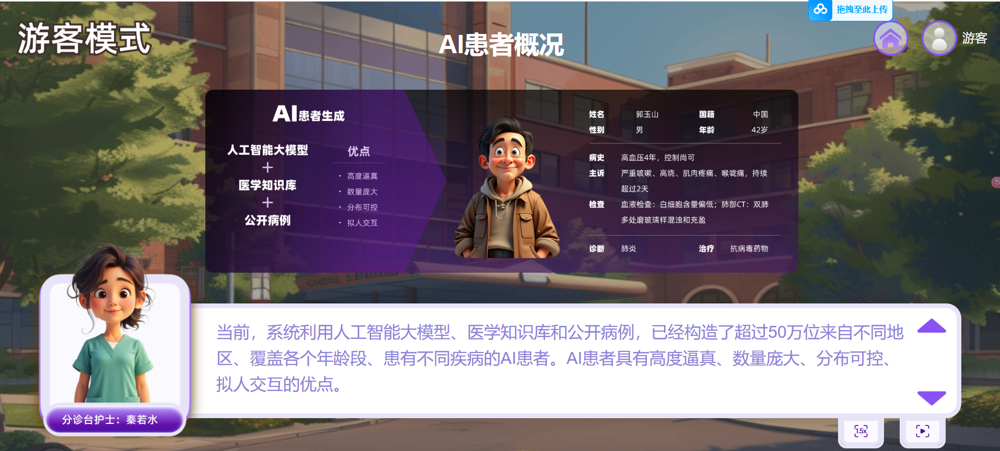 拖拽至此上传
游客模式
AI患者概况
游客
AI患者生成
人工智能大模型
+
医学知识库
+
公开病例
优点
· 高度逼真
· 数量庞大
· 分布可控
· 拟人交互
姓名 郭玉山 国籍 中国
性别 男 年龄 42岁
病史 高血压4年，控制尚可
主诉 严重咳嗽、高烧、肌肉疼痛、喉咙痛，持续
超过2天
检查 血液检查：白细胞含量偏低；肺部CT：双肺
多处磨玻璃样混浊和充盈
诊断 肺炎 治疗 抗病毒药物
当前，系统利用人工智能大模型、医学知识库和公开病例，已经构造了超过50万位来自不同地
区、覆盖各个年龄段、患有不同疾病的AI患者。AI患者具有高度逼真、数量庞大、分布可控、
拟人交互的优点。
分诊台护士：秦若水
1.5x